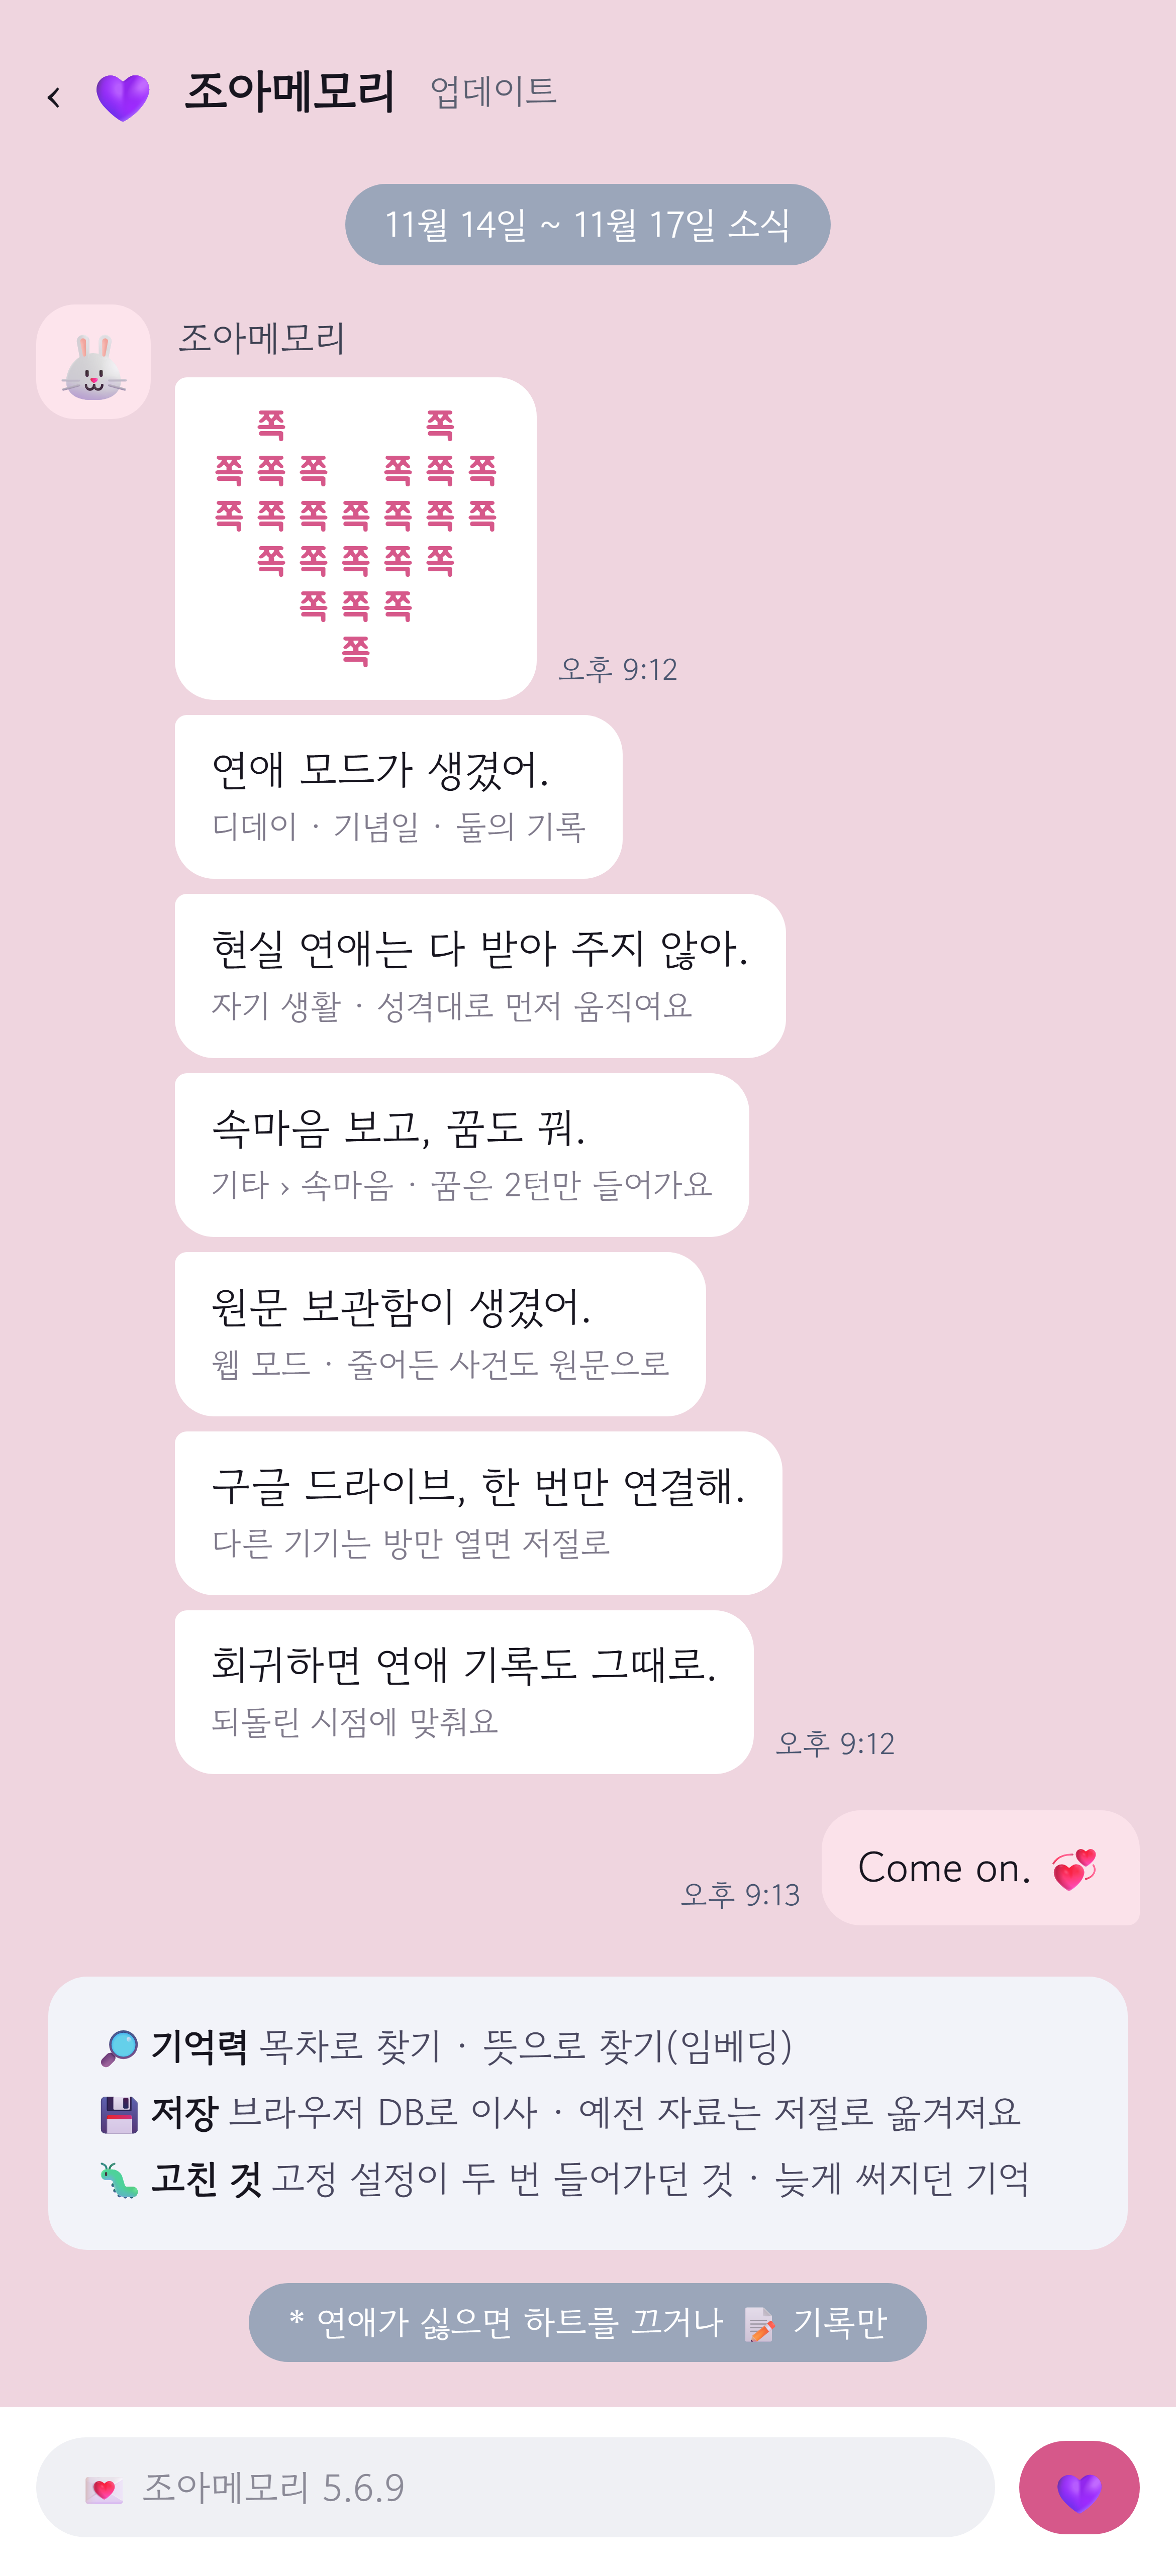 ‹ 💜 조아메모리 업데이트
11월 14일 ~ 11월 17일 소식
조아메모리
쪽 쪽
쪽 쪽 쪽 쪽 쪽 쪽
쪽 쪽 쪽 쪽 쪽 쪽 쪽
쪽 쪽 쪽 쪽 쪽
쪽 쪽 쪽
쪽
오후 9:12
연애 모드가 생겼어.
디데이 · 기념일 · 둘의 기록
현실 연애는 다 받아 주지 않아.
자기 생활 · 성격대로 먼저 움직여요
속마음 보고, 꿈도 꿔.
기타 › 속마음 · 꿈은 2턴만 들어가요
원문 보관함이 생겼어.
웹 모드 · 줄어든 사건도 원문으로
구글 드라이브, 한 번만 연결해.
다른 기기는 방만 열면 저절로
회귀하면 연애 기록도 그때로.
되돌린 시점에 맞춰요
오후 9:12
Come on. 💞
오후 9:13
🔎 기억력 목차로 찾기 · 뜻으로 찾기(임베딩)
💾 저장 브라우저 DB로 이사 · 예전 자료는 저절로 옮겨져요
🐛 고친 것 고정 설정이 두 번 들어가던 것 · 늦게 써지던 기억
* 연애가 싫으면 하트를 끄거나 📝 기록만
💌 조아메모리 5.6.9